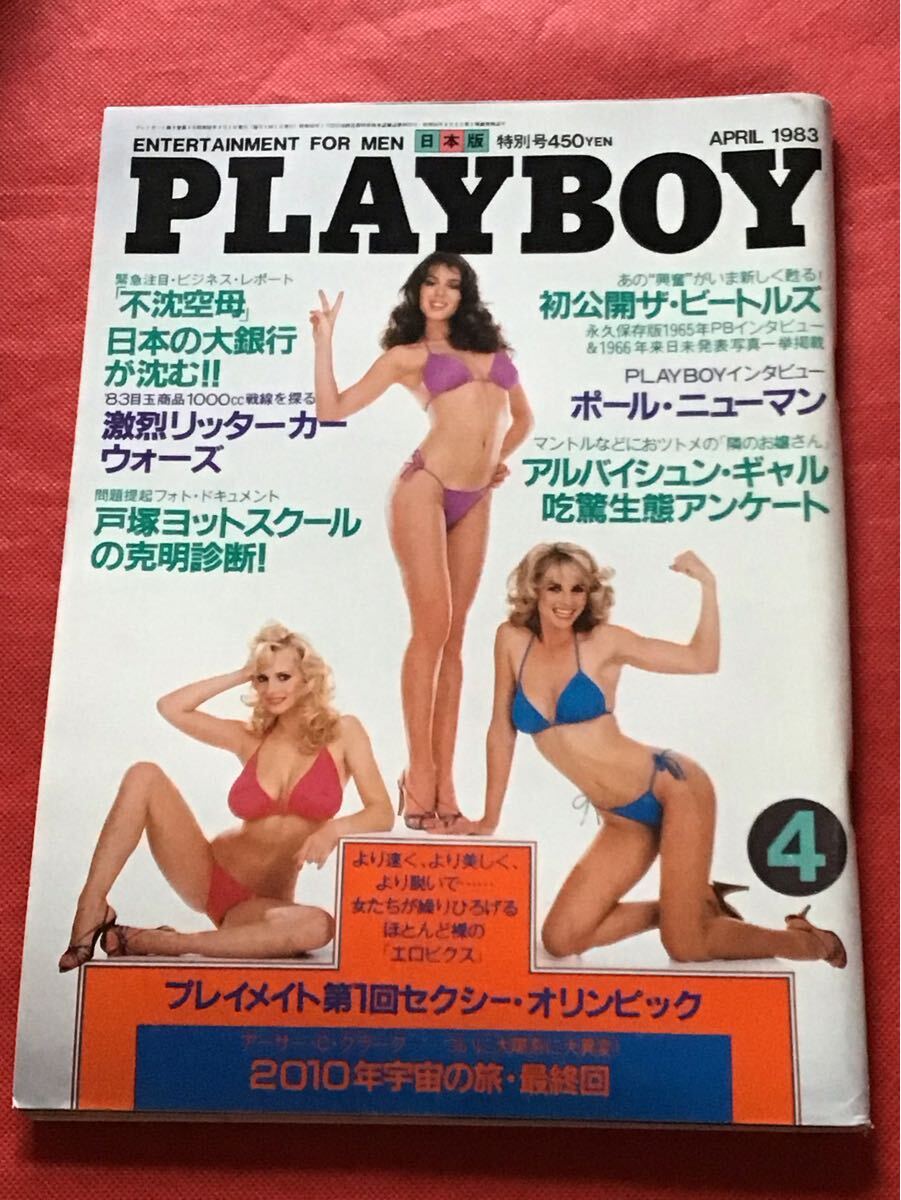 ENTERTAINMENT FOR MEN 日本版 特別号450YEN APRIL 1983
PLAYBOY
緊急注目・ビジネス・レポート
「不沈空母」
日本の大銀行
が沈む!!
'83目玉商品1000cc戦線を探る
激烈リッターカー
ウォーズ
問題提起フォト・ドキュメント
戸塚ヨットスクール
の克明診断!
あの"興奮"がいま新しく甦る!
初公開ザ・ビートルズ
永久保存版1965年PBインタビュー
&1966年来日未発表写真一挙掲載
PLAYBOYインタビュー
ポール・ニューマン
マントルなどにおツトメの「隣のお嬢さん」
アルバイシュン・ギャル
吃驚生態アンケート
4
より速く、より美しく、
より脱いで……
女たちが繰りひろげる
ほとんど裸の
「エロビクス」
プレイメイト第1回セクシー・オリンピック
アーサー・C・クラーク
2010年宇宙の旅・最終回